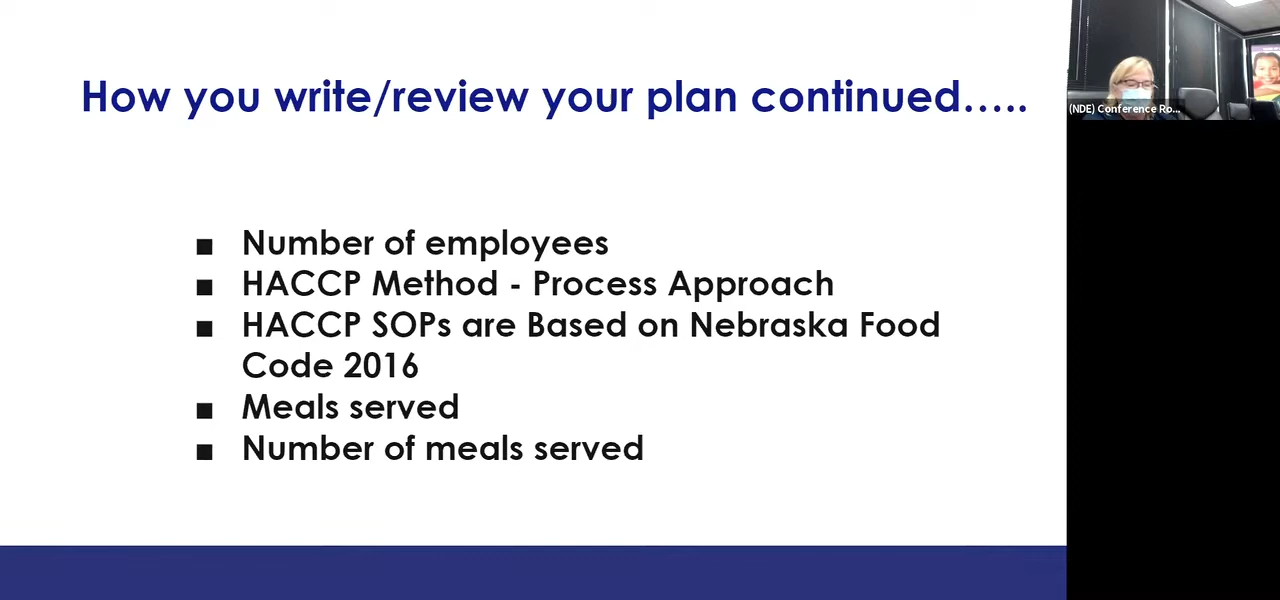 How you write/review your plan continued…..
■ Number of employees
■ HACCP Method - Process Approach
■ HACCP SOPs are Based on Nebraska Food
Code 2016
■ Meals served
■ Number of meals served
(NDE) Conference Ro...